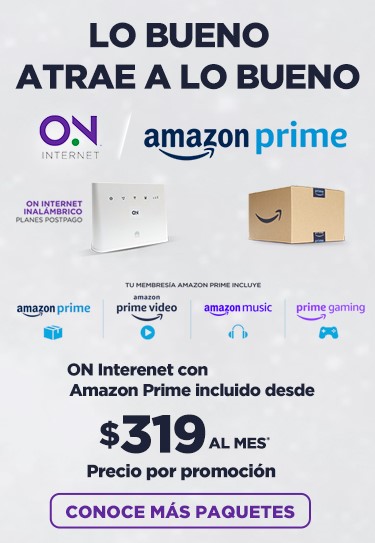 LO BUENO
ATRAE A LO BUENO
ON
INTERNET
amazon prime
ON INTERNET
INALÁMBRICO
PLANES POSTPAGO
ON
TU MEMBRESÍA AMAZON PRIME INCLUYE
amazon prime
amazon
prime video
amazon music
prime gaming
ON Interenet con
Amazon Prime incluido desde
$319 AL MES*
Precio por promoción
CONOCE MÁS PAQUETES